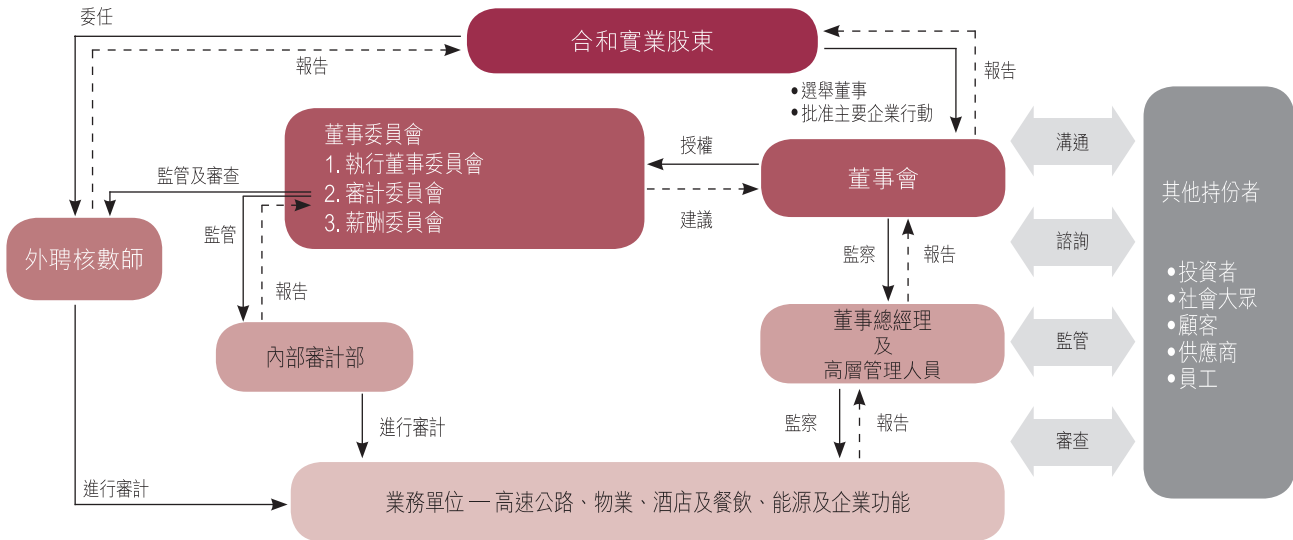 委任
合和實業股東
報告
報告
• 選舉董事
• 批准主要企業行動
董事委員會
1. 執行董事委員會
2. 審計委員會
3. 薪酬委員會
授權
建議
董事會
溝通
監管及審查
監管
外聘核數師
報告
監察
報告
諮詢
其他持份者
• 投資者
• 社會大眾
• 顧客
• 供應商
• 員工
內部審計部
董事總經理
及
高層管理人員
監管
進行審計
監察
報告
審查
進行審計
業務單位 — 高速公路、物業、酒店及餐飲、能源及企業功能